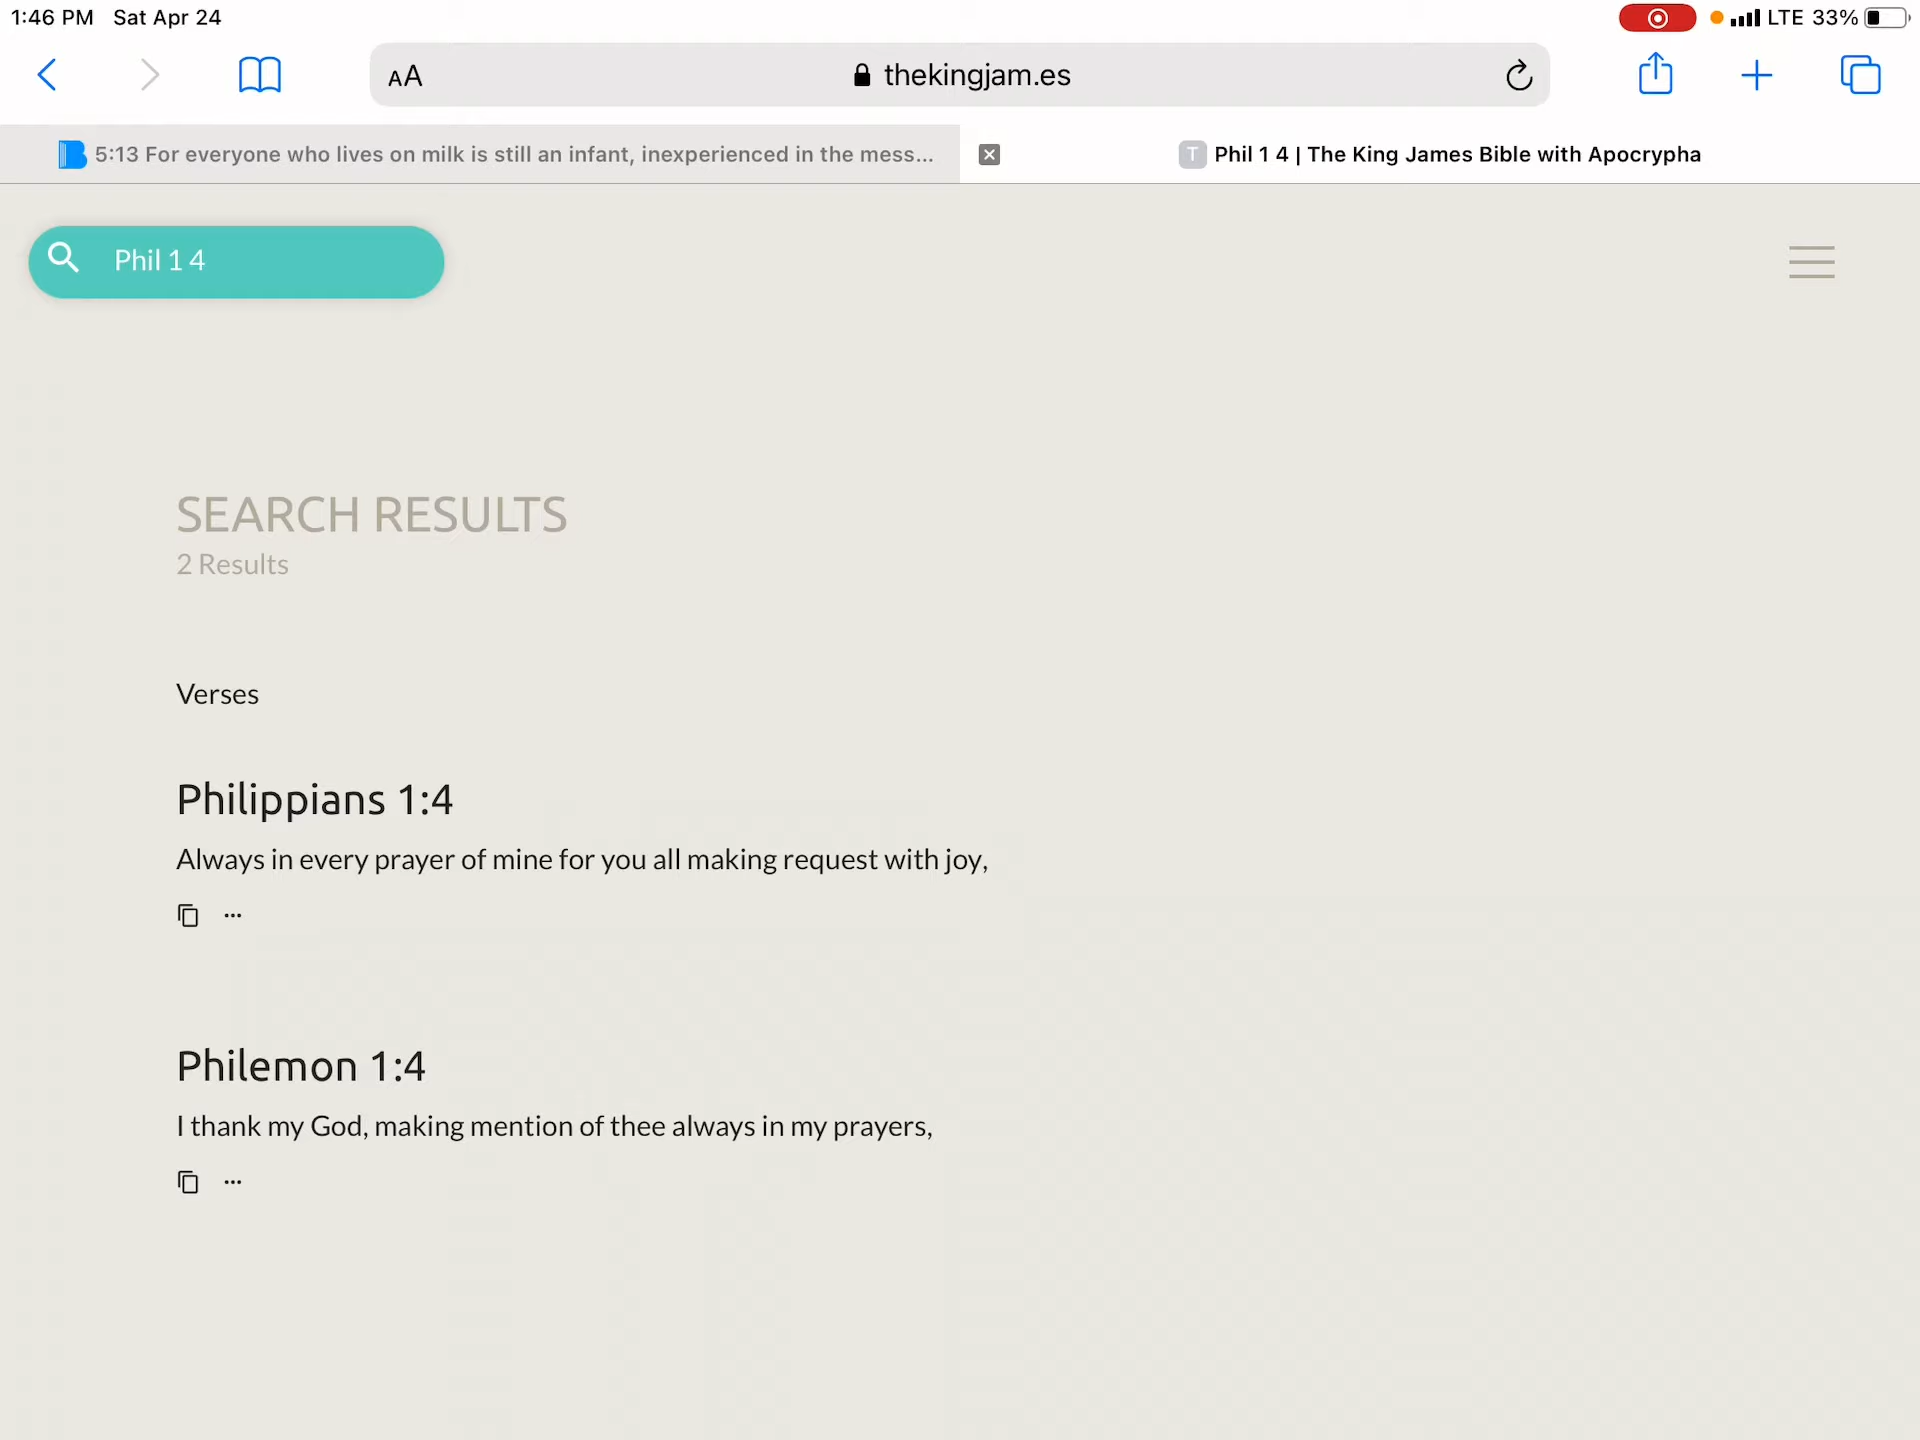 1:46 PM Sat Apr 24
LTE 33%
AA thekingjam.es
5:13 For everyone who lives on milk is still an infant, inexperienced in the mess...
T Phil 1 4 | The King James Bible with Apocrypha
Phil 1 4
SEARCH RESULTS
2 Results
Verses
Philippians 1:4
Always in every prayer of mine for you all making request with joy,
Philemon 1:4
I thank my God, making mention of thee always in my prayers,